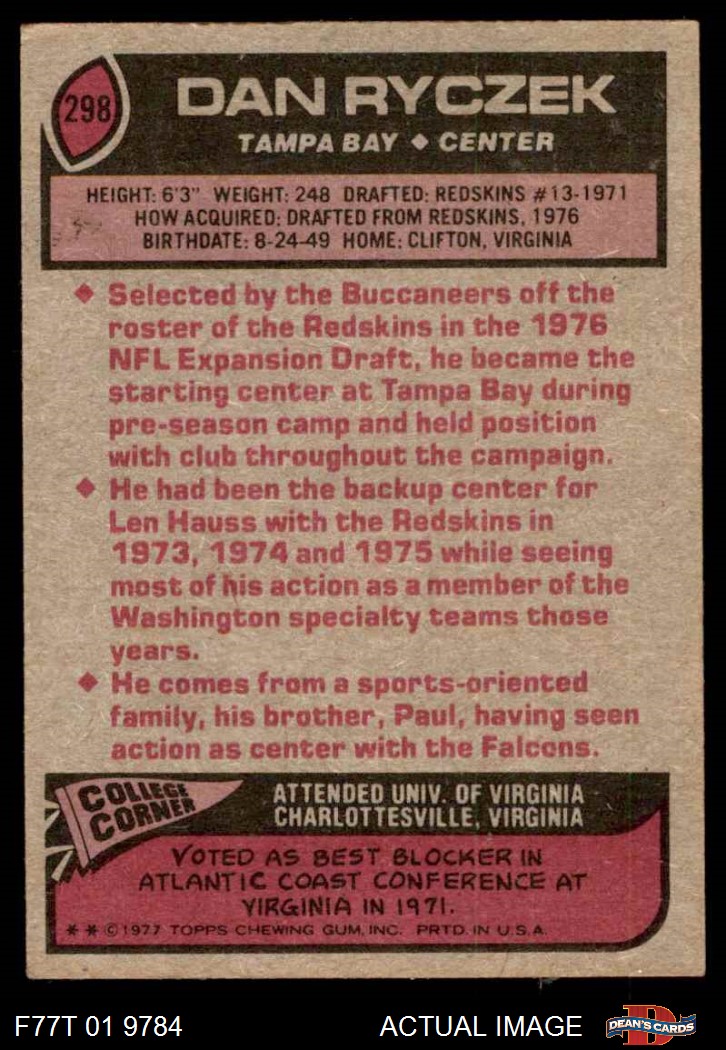 298
DAN RYCZEK
TAMPA BAY ◆ CENTER
HEIGHT: 6'3" WEIGHT: 248 DRAFTED: REDSKINS #13-1971
HOW ACQUIRED: DRAFTED FROM REDSKINS, 1976
BIRTHDATE: 8-24-49 HOME: CLIFTON, VIRGINIA
◆ Selected by the Buccaneers off the
roster of the Redskins in the 1976
NFL Expansion Draft, he became the
starting center at Tampa Bay during
pre-season camp and held position
with club throughout the campaign.
◆ He had been the backup center for
Len Hauss with the Redskins in
1973, 1974 and 1975 while seeing
most of his action as a member of the
Washington specialty teams those
years.
◆ He comes from a sports-oriented
family, his brother, Paul, having seen
action as center with the Falcons.
COLLEGE
CORNER
ATTENDED UNIV. OF VIRGINIA
CHARLOTTESVILLE, VIRGINIA
VOTED AS BEST BLOCKER IN
ATLANTIC COAST CONFERENCE AT
VIRGINIA IN 1971.
* * © 1977 TOPPS CHEWING GUM, INC. PRTD. IN U.S.A.
F77T 01 9784
ACTUAL IMAGE
D
DEAN'S CARDS